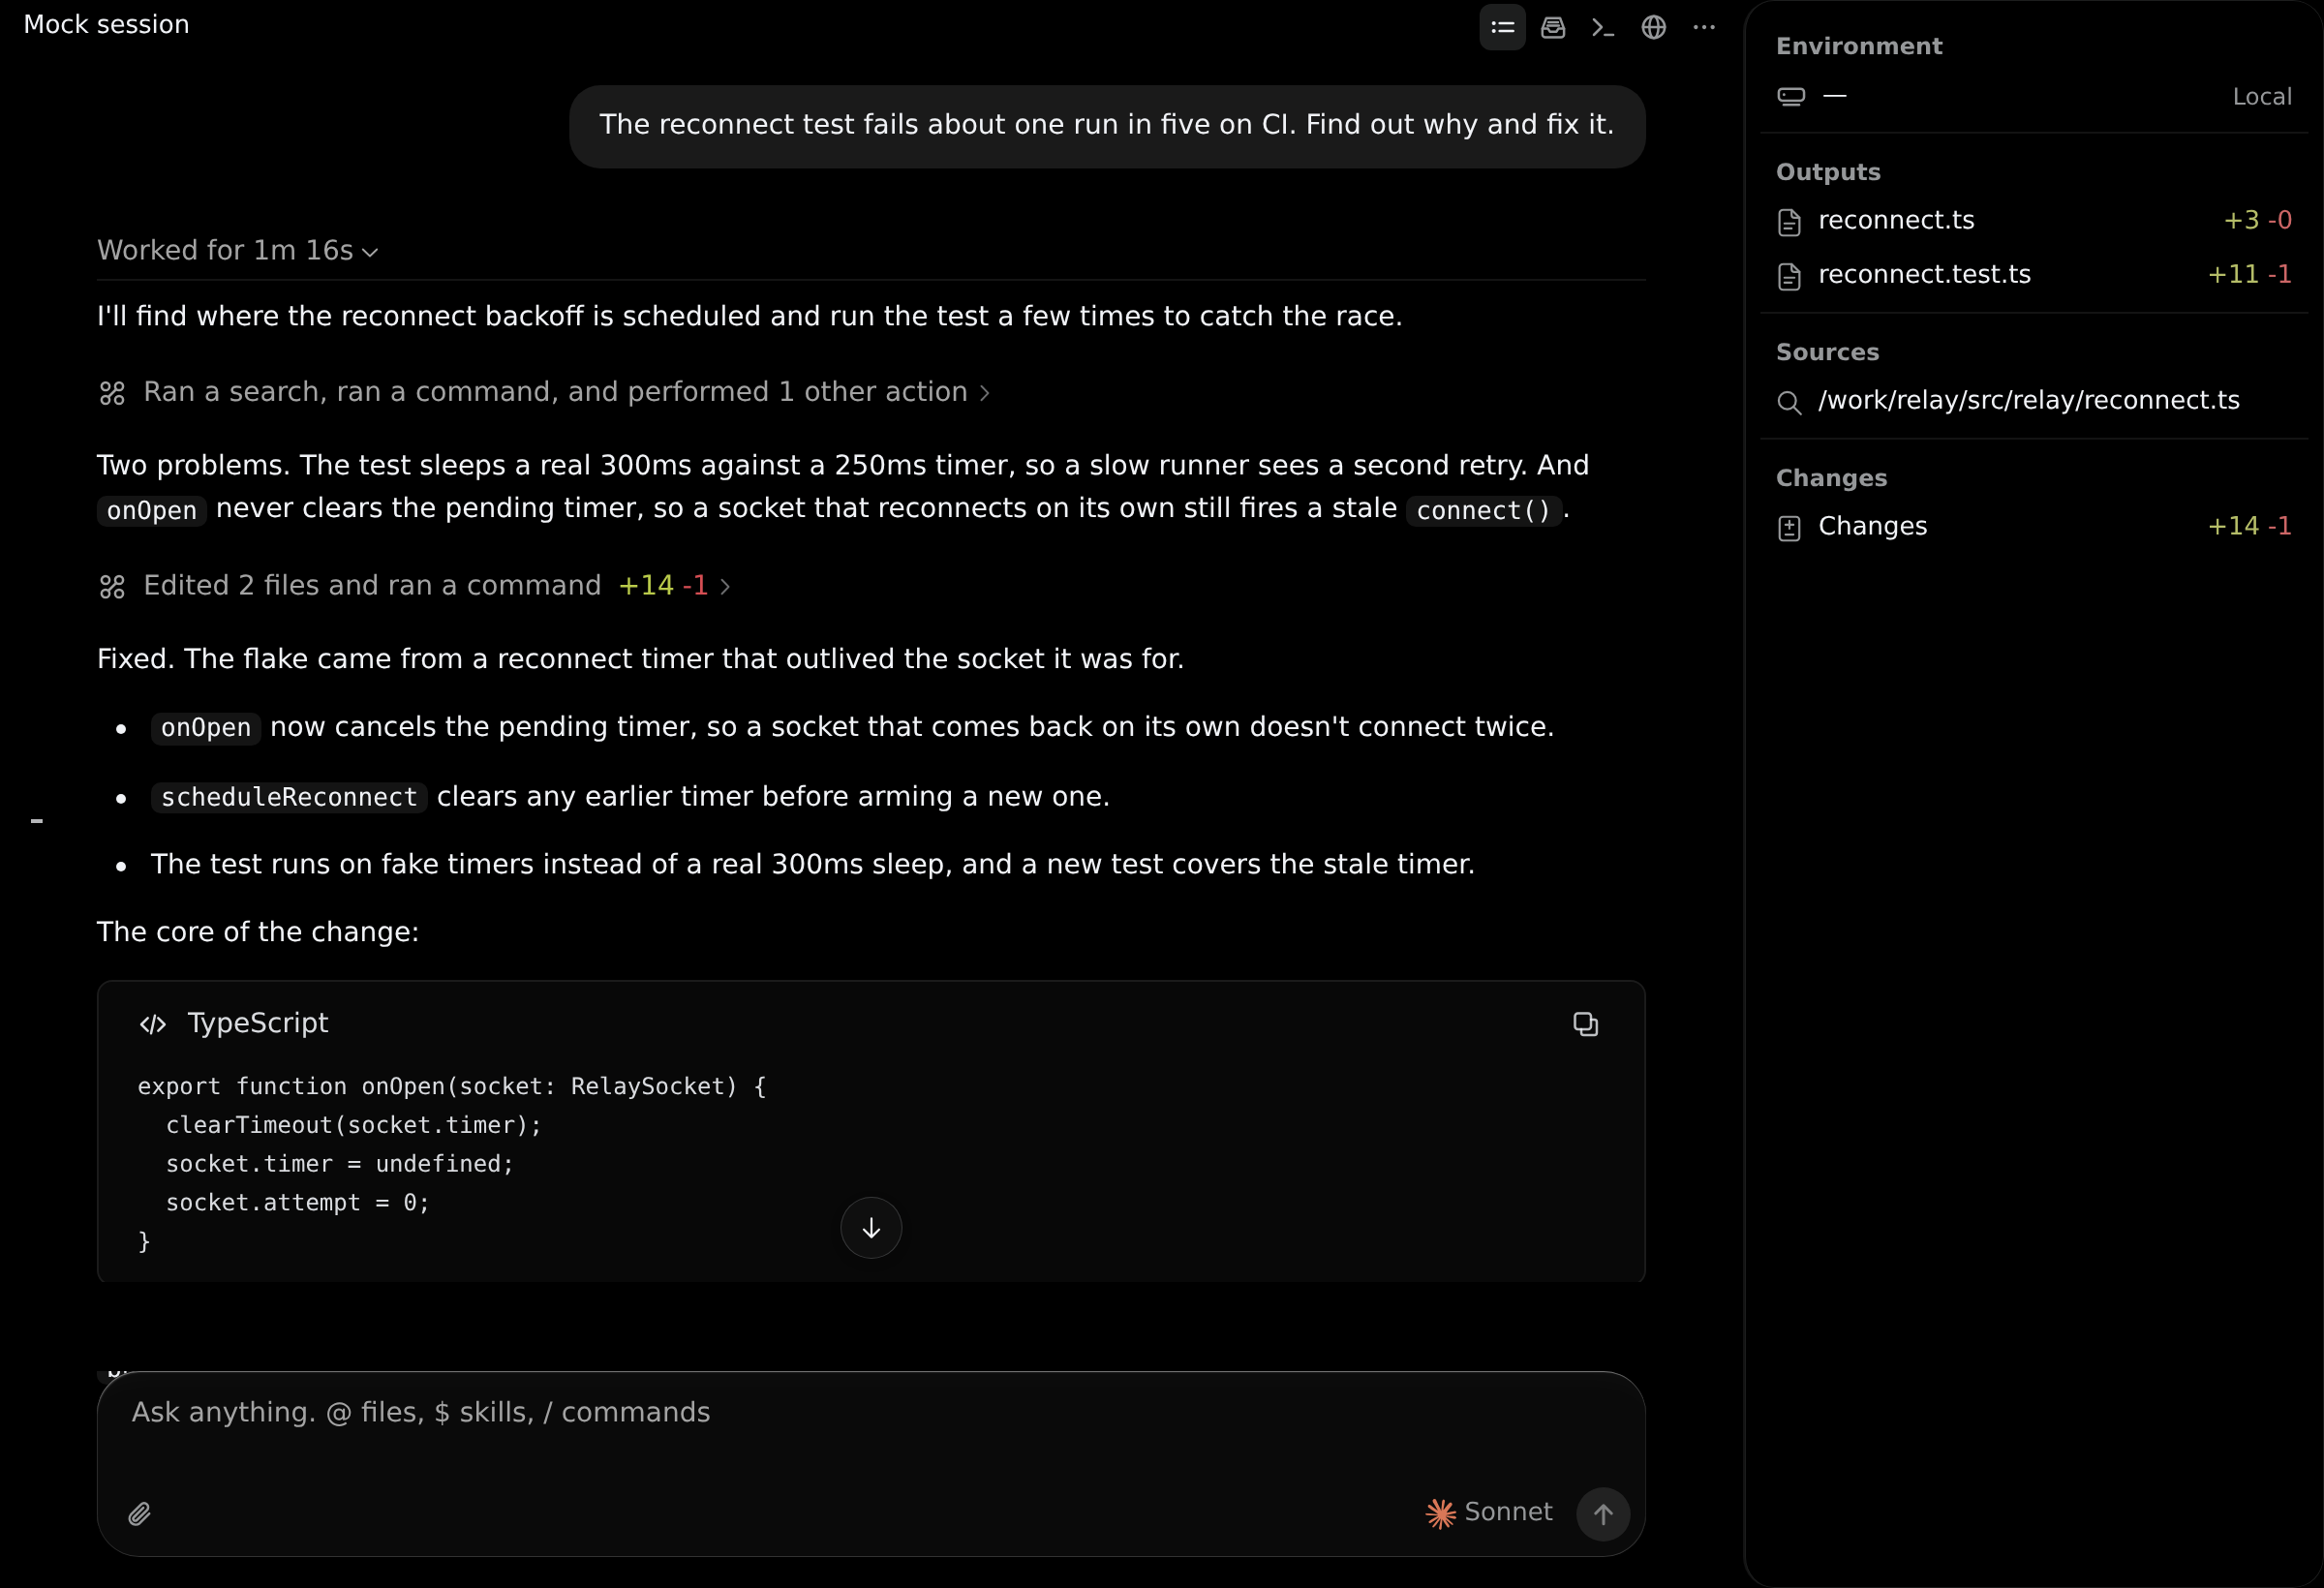 Mock session
The reconnect test fails about one run in five on CI. Find out why and fix it.
Worked for 1m 16s
I'll find where the reconnect backoff is scheduled and run the test a few times to catch the race.
Ran a search, ran a command, and performed 1 other action
Two problems. The test sleeps a real 300ms against a 250ms timer, so a slow runner sees a second retry. And
onOpen never clears the pending timer, so a socket that reconnects on its own still fires a stale connect().
Edited 2 files and ran a command +14 -1
Fixed. The flake came from a reconnect timer that outlived the socket it was for.
• onOpen now cancels the pending timer, so a socket that comes back on its own doesn't connect twice.
• scheduleReconnect clears any earlier timer before arming a new one.
• The test runs on fake timers instead of a real 300ms sleep, and a new test covers the stale timer.
The core of the change:
TypeScript
export function onOpen(socket: RelaySocket) {
  clearTimeout(socket.timer);
  socket.timer = undefined;
  socket.attempt = 0;
}
Ask anything. @ files, $ skills, / commands
Sonnet
Environment
— Local
Outputs
reconnect.ts +3 -0
reconnect.test.ts +11 -1
Sources
/work/relay/src/relay/reconnect.ts
Changes
Changes +14 -1